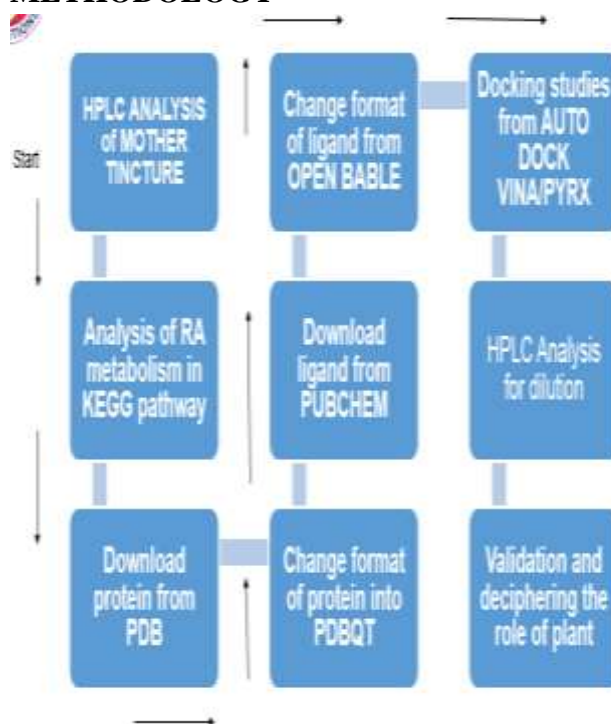 METHODOLOGY
Start
HPLC ANALYSIS
of MOTHER
TINCTURE
Analysis of RA
metabolism in
KEGG pathway
Download
protein from
PDB
Change format
of protein into
PDBQT
Download
ligand from
PUBCHEM
Change format
of ligand from
OPEN BABLE
Docking studies
from AUTO
DOCK
VINA/PYRX
HPLC Analysis
for dilution
Validation and
deciphering the
role of plant